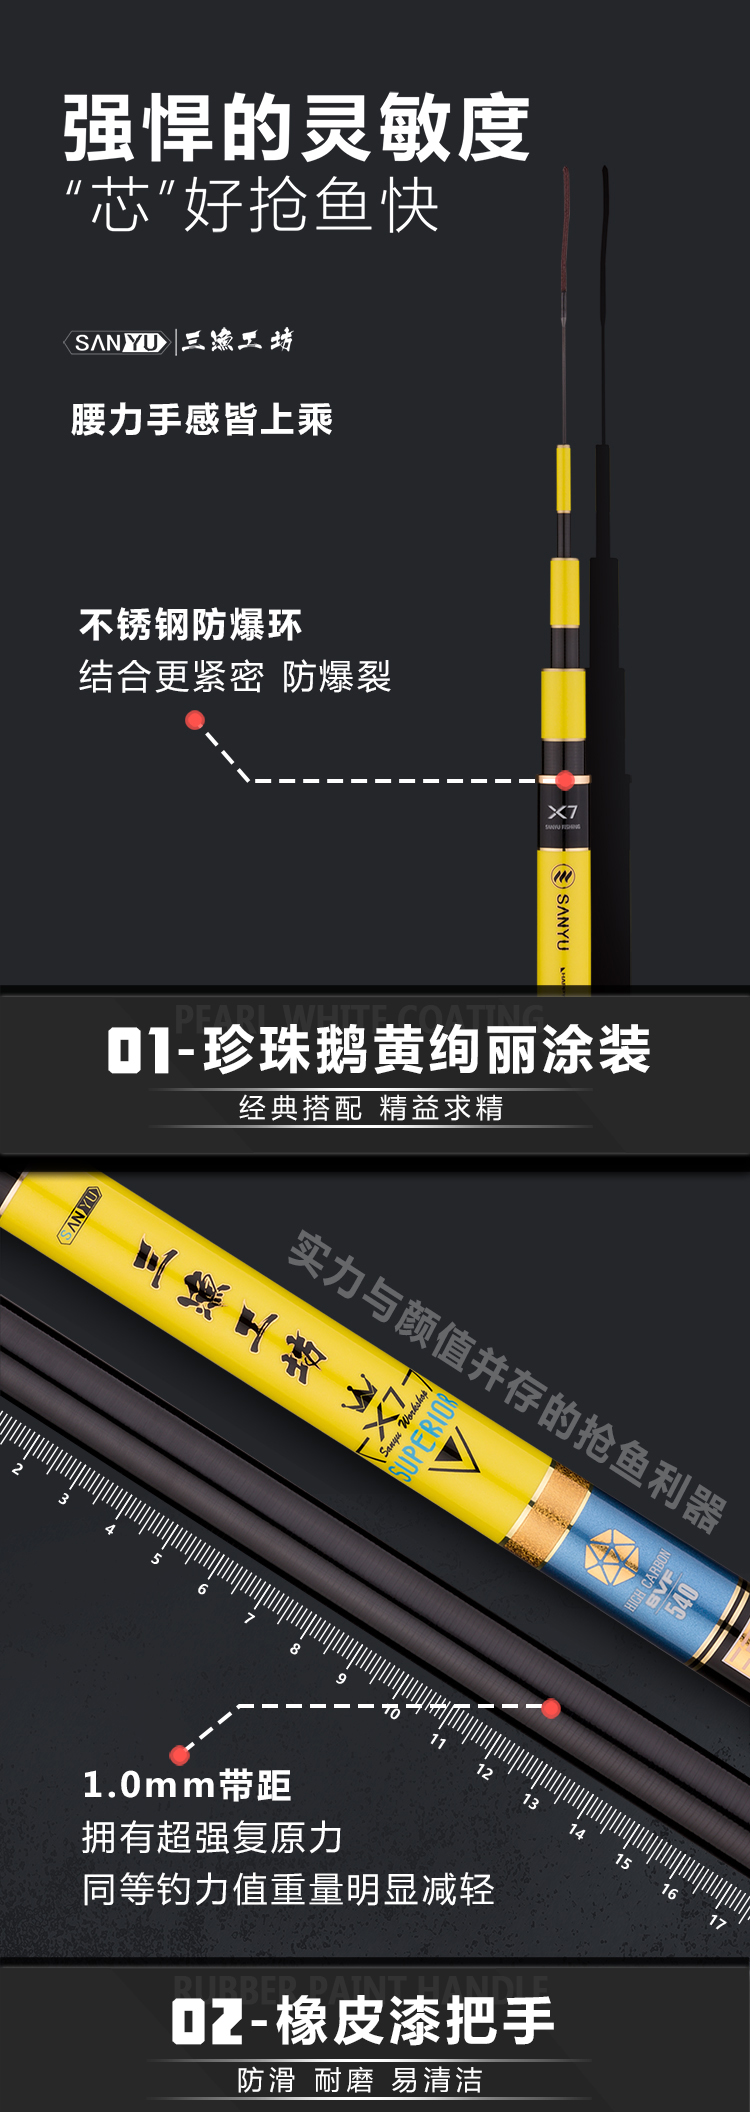 强悍的灵敏度
“芯”好抢鱼快
SANYU 三渔工坊
腰力手感皆上乘
不锈钢防爆环
结合更紧密 防爆裂
X7
SANYU FISHING
SANYU
PEARL WHITE COATING
01-珍珠鹅黄绚丽涂装
经典搭配 精益求精
SANYU
三渔工坊
X7
Sanyu Workshop
SUPERIOR
实力与颜值并存的抢鱼利器
HIGH CARBON
SVF
540
2 3 4 5 6 7 8 9 10 11 12 13 14 15 16 17
1.0mm带距
拥有超强复原力
同等钓力值重量明显减轻
RUBBER PAINT HANDLE
02-橡皮漆把手
防滑 耐磨 易清洁